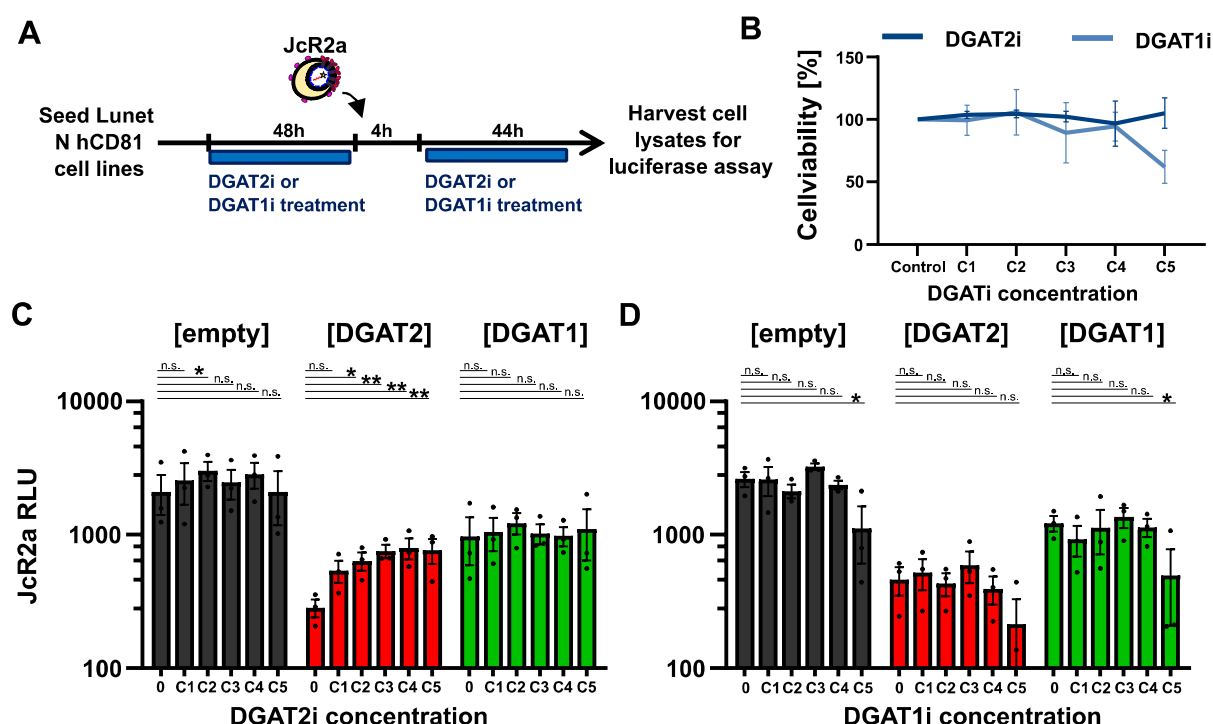 A
JcR2a
Seed Lunet
N hCD81
cell lines
48h
4h
44h
DGAT2i or
DGAT1i treatment
DGAT2i or
DGAT1i treatment
Harvest cell
lysates for
luciferase assay
B
DGAT2i
DGAT1i
Cellviability [%]
150
100
50
0
Control C1 C2 C3 C4 C5
DGATi concentration
C
[empty] [DGAT2] [DGAT1]
n.s. * n.s. n.s. n.s.
n.s. * ** ** **
n.s. n.s. n.s. n.s. n.s.
JcR2a RLU
10000
1000
100
0 C1 C2 C3 C4 C5
0 C1 C2 C3 C4 C5
0 C1 C2 C3 C4 C5
DGAT2i concentration
D
[empty] [DGAT2] [DGAT1]
n.s. n.s. n.s. n.s. *
n.s. n.s. n.s. n.s. n.s.
n.s. n.s. n.s. n.s. *
10000
1000
100
0 C1 C2 C3 C4 C5
0 C1 C2 C3 C4 C5
0 C1 C2 C3 C4 C5
DGAT1i concentration